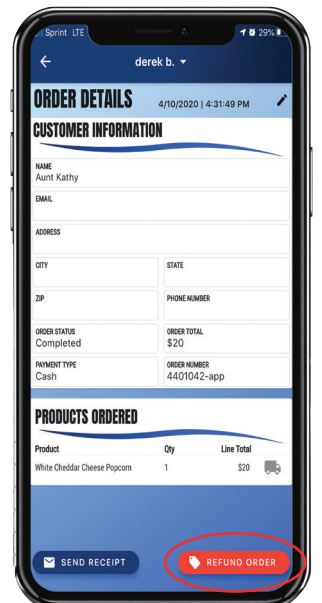 Sprint LTE 29%
derek b.
ORDER DETAILS 4/10/2020 | 4:31:49 PM
CUSTOMER INFORMATION
NAME
Aunt Kathy
EMAIL
ADDRESS
CITY STATE
ZIP PHONE NUMBER
ORDER STATUS ORDER TOTAL
Completed $20
PAYMENT TYPE ORDER NUMBER
Cash 4401042-app
PRODUCTS ORDERED
Product Qty Line Total
White Cheddar Cheese Popcorn 1 $20
SEND RECEIPT REFUND ORDER